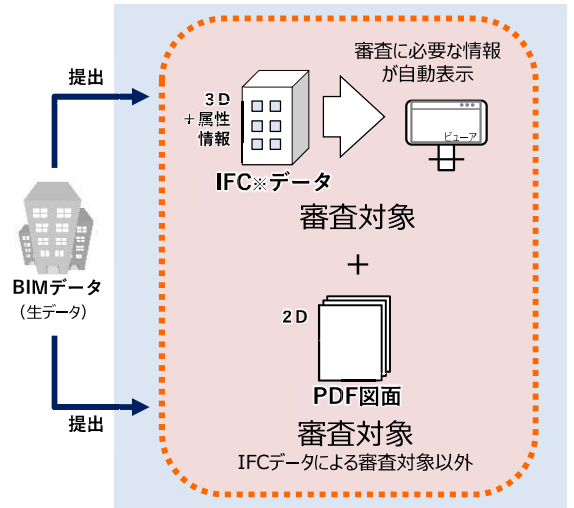 提出
審査に必要な情報
が自動表示
3D
＋属性
情報
ビューア
IFC※データ
審査対象
＋
BIMデータ
（生データ）
2D
PDF図面
提出
審査対象
IFCデータによる審査対象以外